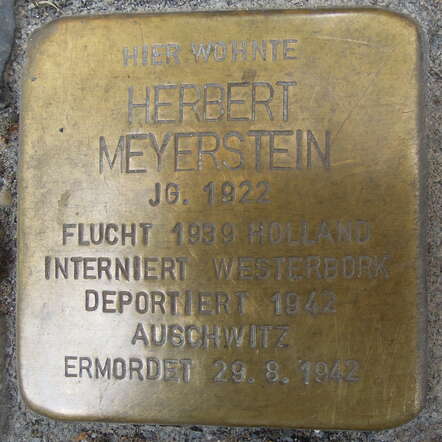 HIER WOHNTE
HERBERT
MEYERSTEIN
JG. 1922
FLUCHT 1939 HOLLAND
INTERNIERT WESTERBORK
DEPORTIERT 1942
AUSCHWITZ
ERMORDET 29.8.1942